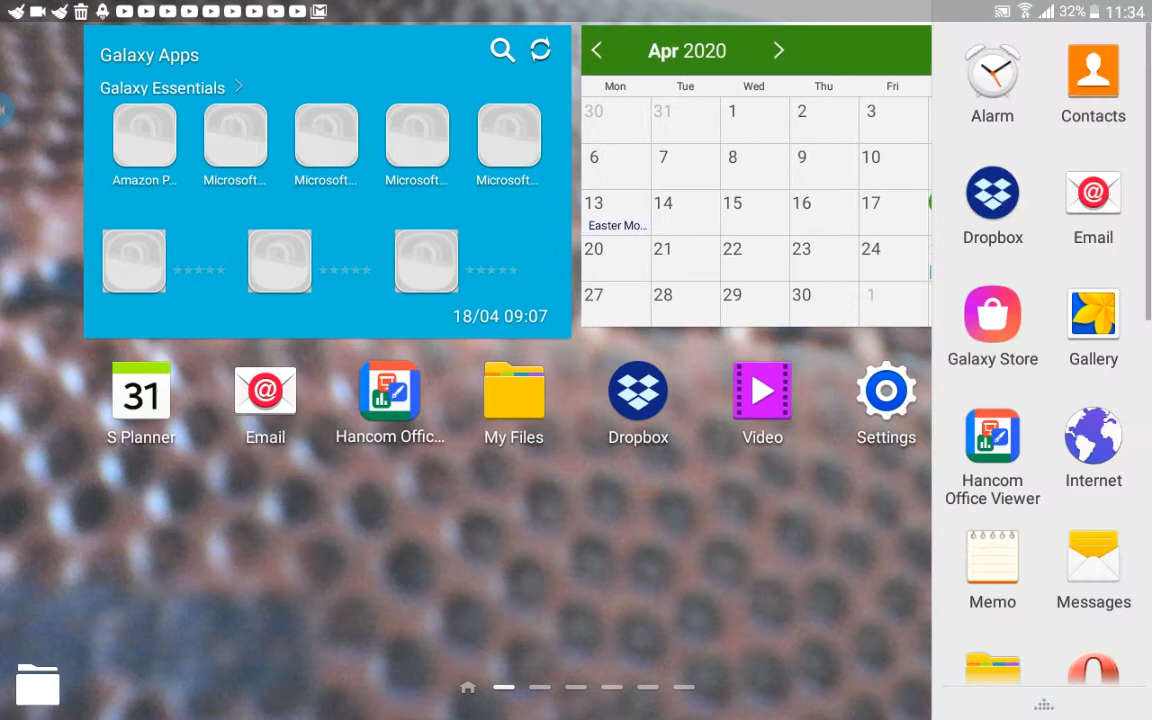 32% 11:34
Galaxy Apps
Galaxy Essentials
Amazon P...
Microsoft...
Microsoft...
Microsoft...
Microsoft...
18/04 09:07
Apr 2020
Mon Tue Wed Thu Fri
30 31 1 2 3
6 7 8 9 10
13 14 15 16 17
Easter Mo...
20 21 22 23 24
27 28 29 30 1
31
S Planner
Email
Hancom Offic...
My Files
Dropbox
Video
Settings
Alarm
Contacts
Dropbox
Email
Galaxy Store
Gallery
Hancom
Office Viewer
Internet
Memo
Messages